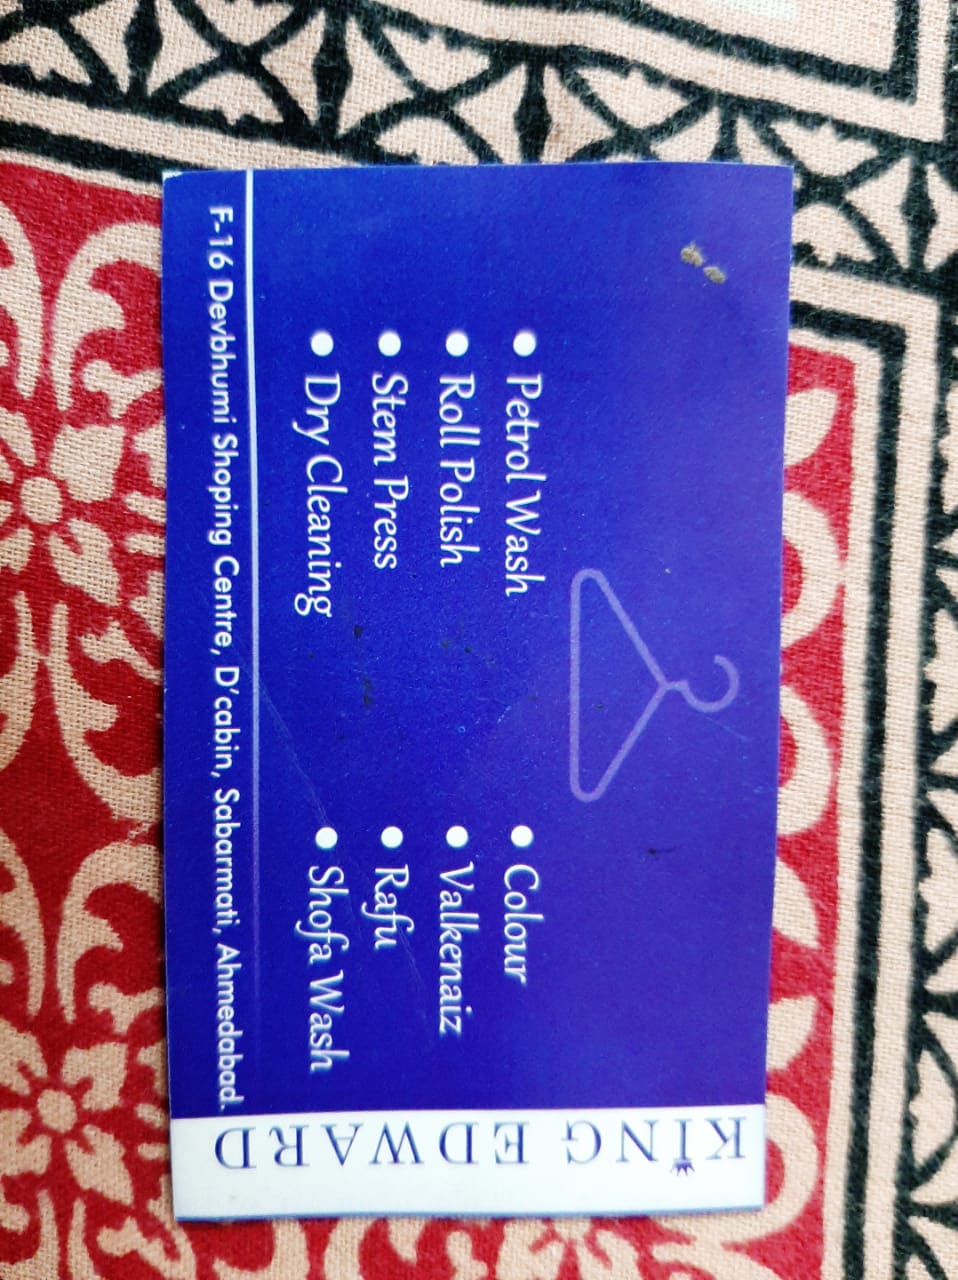 Petrol Wash
Roll Polish
Stem Press
Dry Cleaning
Colour
Valkenaiz
Rafu
Shofa Wash
F-16 Devbhumi Shoping Centre, D'cabin, Sabarmati, Ahmedabad.
KING EDWARD